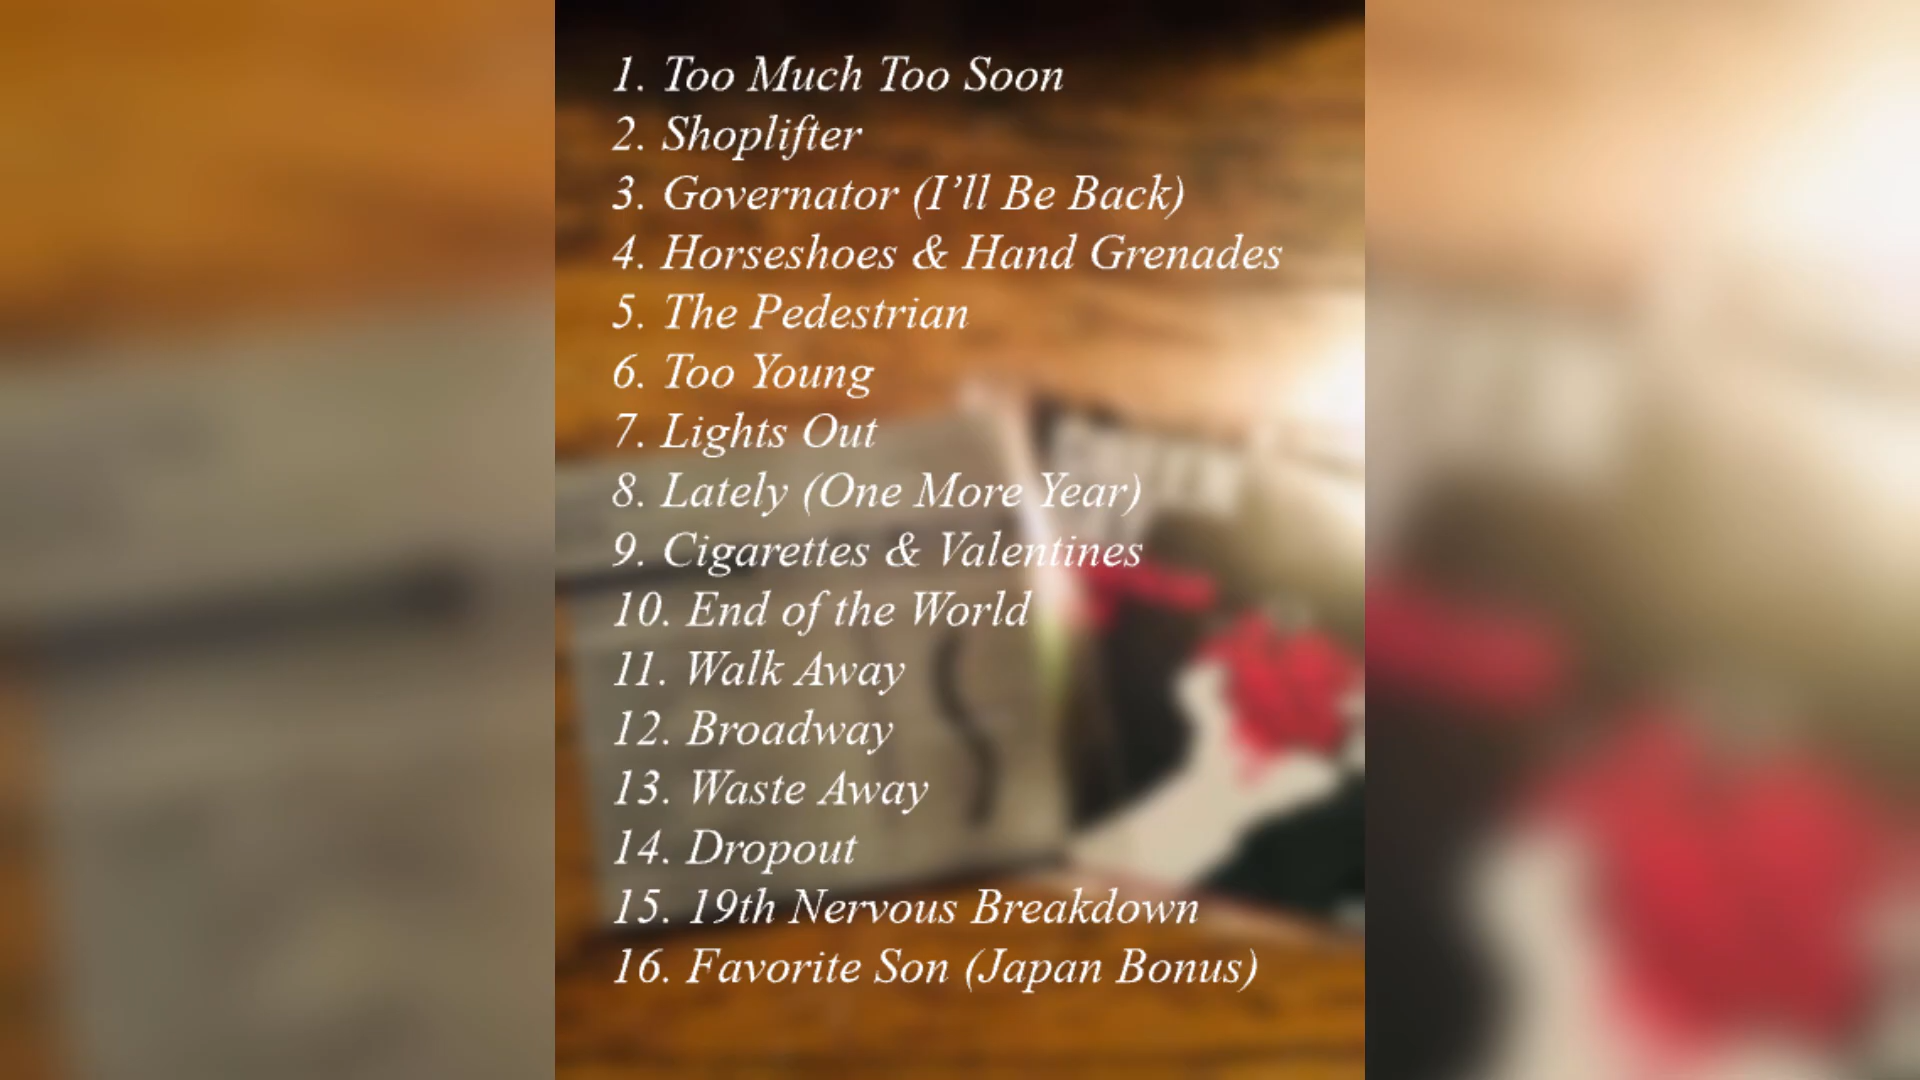 1. Too Much Too Soon
2. Shoplifter
3. Governator (I’ll Be Back)
4. Horseshoes & Hand Grenades
5. The Pedestrian
6. Too Young
7. Lights Out
8. Lately (One More Year)
9. Cigarettes & Valentines
10. End of the World
11. Walk Away
12. Broadway
13. Waste Away
14. Dropout
15. 19th Nervous Breakdown
16. Favorite Son (Japan Bonus)